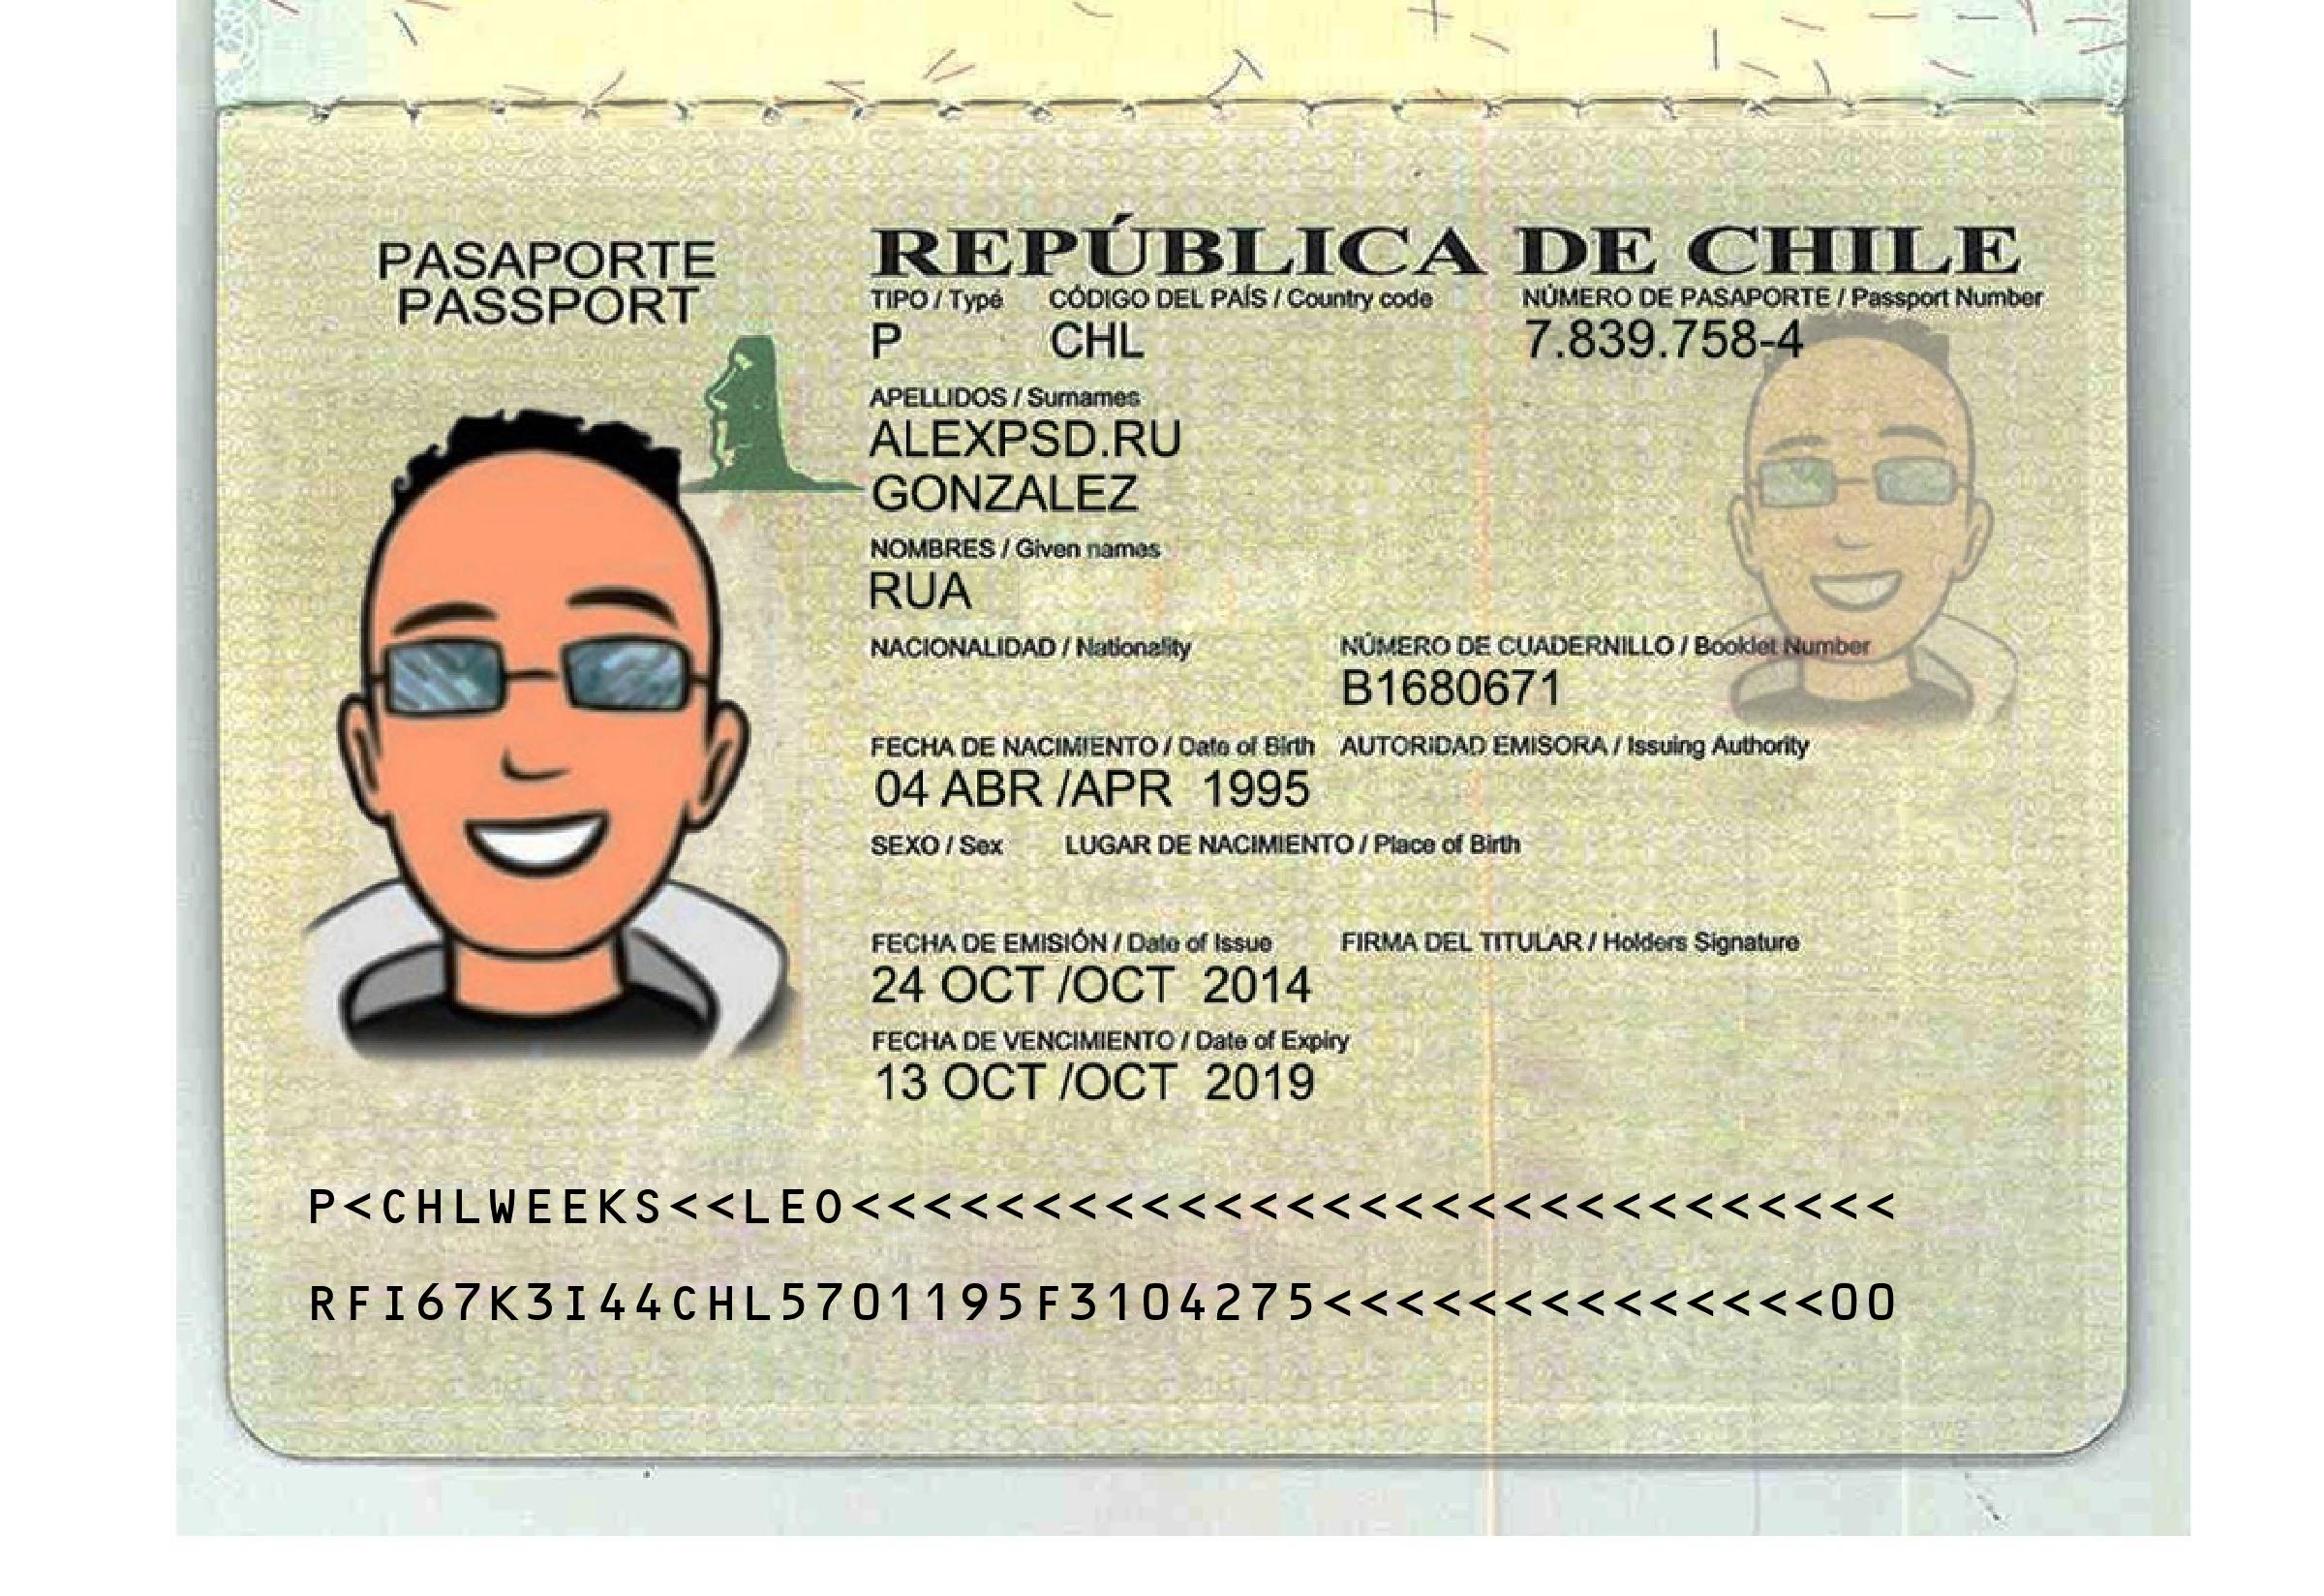 PASAPORTE
PASSPORT
REPÚBLICA DE CHILE
TIPO / Type CÓDIGO DEL PAÍS / Country code NÚMERO DE PASAPORTE / Passport Number
P CHL 7.839.758-4
APELLIDOS / Surnames
ALEXPSD.RU
GONZALEZ
NOMBRES / Given names
RUA
NACIONALIDAD / Nationality NÚMERO DE CUADERNILLO / Booklet Number
B1680671
FECHA DE NACIMIENTO / Date of Birth AUTORIDAD EMISORA / Issuing Authority
04 ABR /APR 1995
SEXO / Sex LUGAR DE NACIMIENTO / Place of Birth
FECHA DE EMISIÓN / Date of Issue FIRMA DEL TITULAR / Holders Signature
24 OCT /OCT 2014
FECHA DE VENCIMIENTO / Date of Expiry
13 OCT /OCT 2019
P<CHLWEEKS<<LEO<<<<<<<<<<<<<<<<<<<<<<<<<<<<<
RFI67K3I44CHL5701195F3104275<<<<<<<<<<<<<<00